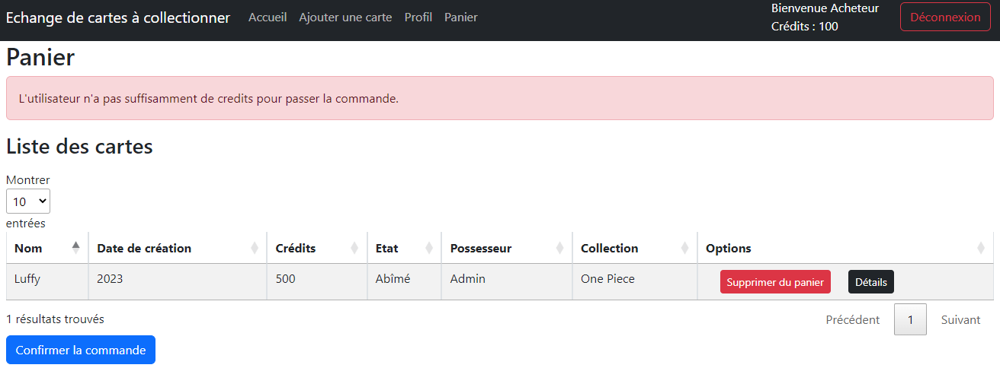 Echange de cartes à collectionner Accueil Ajouter une carte Profil Panier Bienvenue Acheteur Déconnexion
Crédits : 100
Panier
L'utilisateur n'a pas suffisamment de credits pour passer la commande.
Liste des cartes
Montrer
10
entrées
Nom Date de création Crédits Etat Possesseur Collection Options
Luffy 2023 500 Abîmé Admin One Piece Supprimer du panier Détails
1 résultats trouvés Précédent 1 Suivant
Confirmer la commande